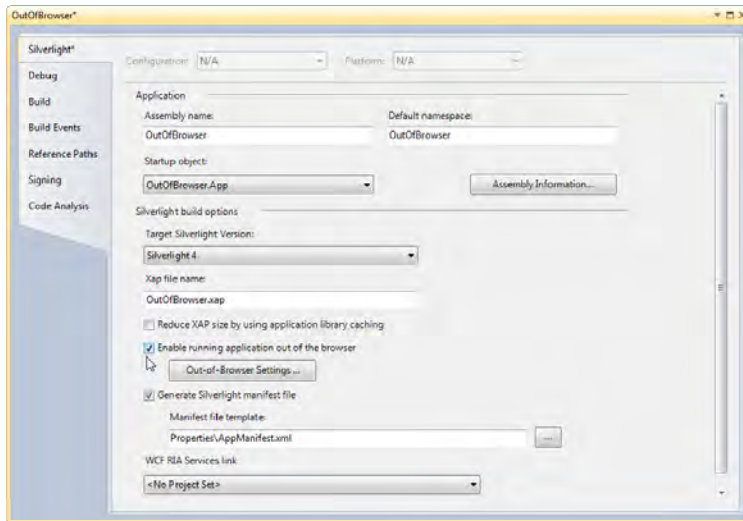 OutOfBrowser*
Silverlight*
Debug
Build
Build Events
Reference Paths
Signing
Code Analysis
Configuration: N/A Platform: N/A
Application
Assembly name: Default namespace:
OutOfBrowser OutOfBrowser
Startup object:
OutOfBrowser.App Assembly Information...
Silverlight build options
Target Silverlight Version:
Silverlight 4
Xap file name:
OutOfBrowser.xap
Reduce XAP size by using application library caching
Enable running application out of the browser
Out-of-Browser Settings...
Generate Silverlight manifest file
Manifest file template:
Properties\AppManifest.xml ...
WCF RIA Services link
<No Project Set>